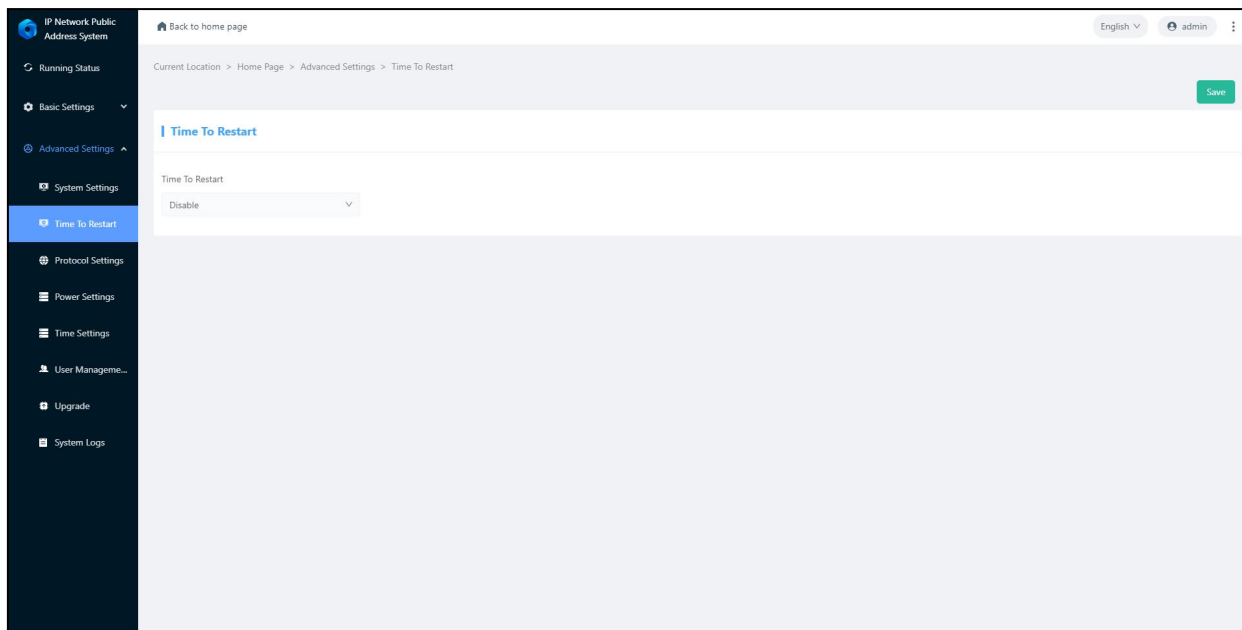 IP Network Public
Address System
Back to home page
English
admin
Running Status
Basic Settings
Advanced Settings
System Settings
Time To Restart
Protocol Settings
Power Settings
Time Settings
User Manageme...
Upgrade
System Logs
Current Location > Home Page > Advanced Settings > Time To Restart
Save
Time To Restart
Time To Restart
Disable